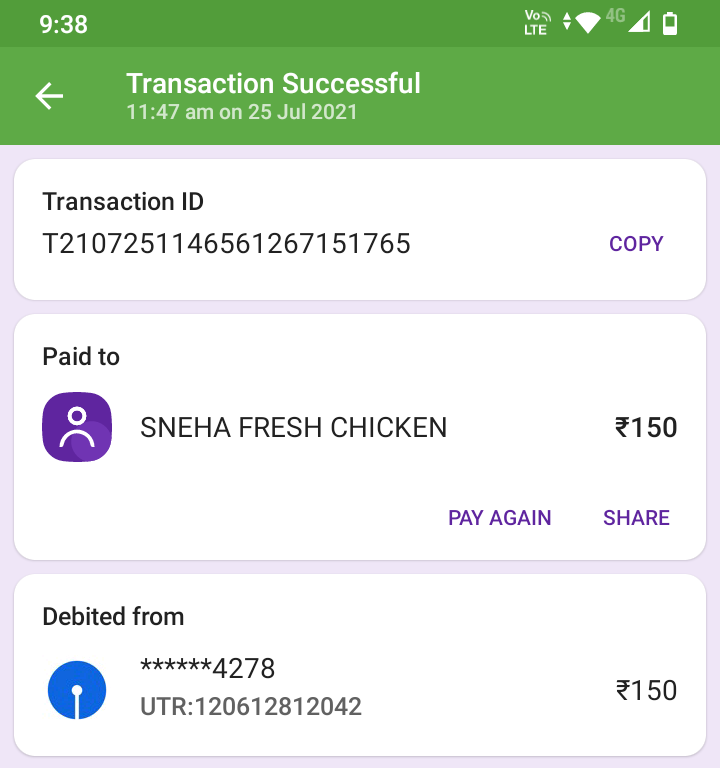 9:38
Vo
LTE
4G
Transaction Successful
11:47 am on 25 Jul 2021
Transaction ID
T2107251146561267151765
COPY
Paid to
SNEHA FRESH CHICKEN
₹150
PAY AGAIN
SHARE
Debited from
******4278
UTR:120612812042
₹150